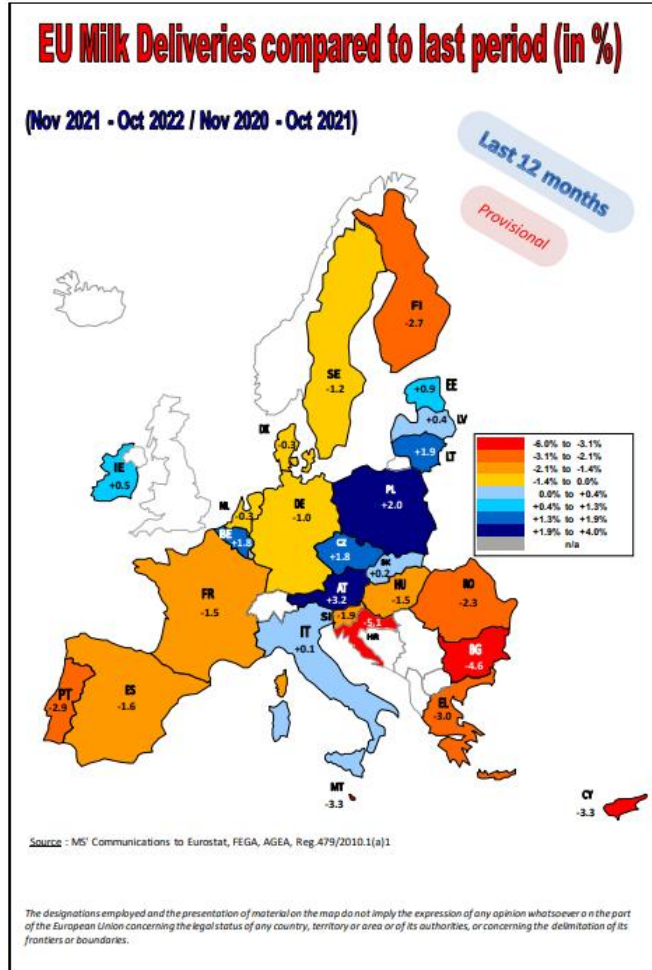 EU Milk Deliveries compared to last period (in %)
(Nov 2021 - Oct 2022 / Nov 2020 - Oct 2021)
Last 12 months
Provisional
FI
-2.7
SE
-1.2
+0.9
EE
+0.4
LV
+1.9
LT
-0.3
IE
+0.5
NL
-0.3
DE
-1.0
PL
+2.0
BE
+1.8
CZ
+1.8
SK
+0.2
AT
+3.2
HU
-1.5
RO
-2.3
FR
-1.5
SI
-1.9
-5.1
HR
IT
+0.1
BG
-4.6
PT
-2.9
ES
-1.6
EL
-3.0
MT
-3.3
CY
-3.3
-6.0% to -3.1%
-3.1% to -2.1%
-2.1% to -1.4%
-1.4% to 0.0%
0.0% to +0.4%
+0.4% to +1.3%
+1.3% to +1.9%
+1.9% to +4.0%
n/a
Source : MS' Communications to Eurostat, FEGA, AGEA, Reg.479/2010.1(a)1
The designations employed and the presentation of material on the map do not imply the expression of any opinion whatsoever on the part
of the European Union concerning the legal status of any country, territory or area or of its authorities, or concerning the delimitation of its
frontiers or boundaries.